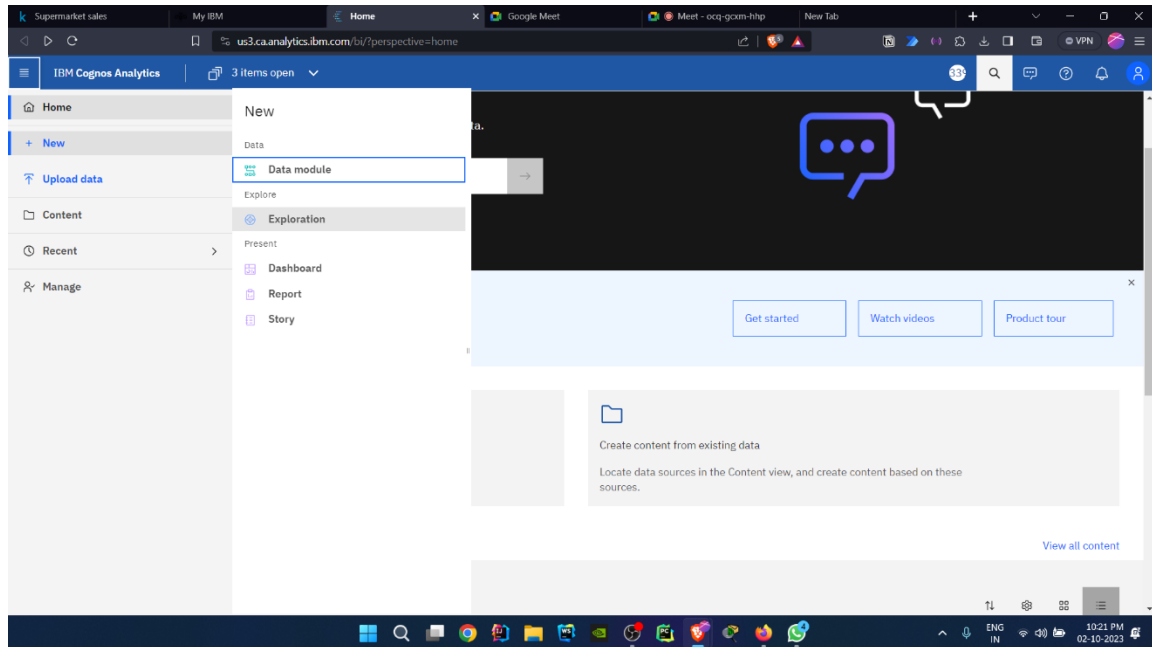 Supermarket sales
My IBM
Home
Google Meet
Meet - ocq-gcxm-hhp
New Tab
us3.ca.analytics.ibm.com/bi/?perspective=home
VPN
IBM Cognos Analytics
3 items open
339
Home
New
Upload data
Content
Recent
Manage
New
Data
Data module
Explore
Exploration
Present
Dashboard
Report
Story
ta.
Get started
Watch videos
Product tour
Create content from existing data
Locate data sources in the Content view, and create content based on these
sources.
View all content
ENG
IN
10:21 PM
02-10-2023